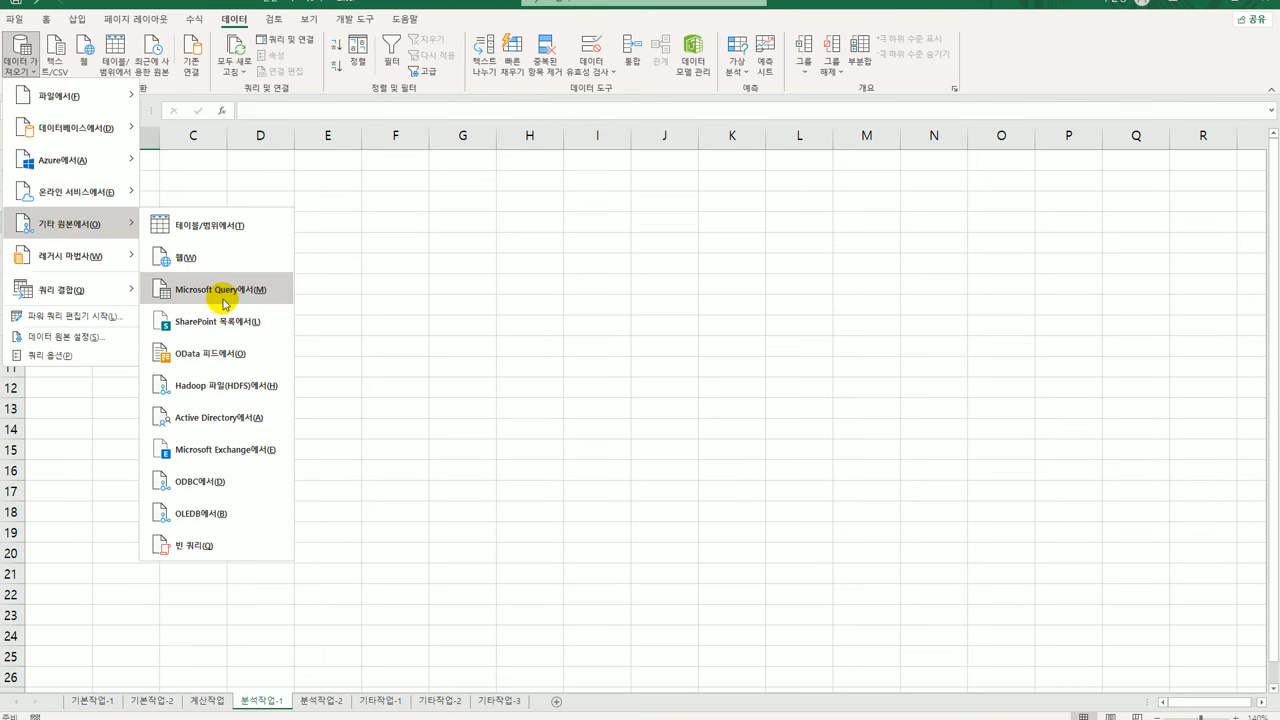 파일 홈 삽입 페이지 레이아웃 수식 데이터 검토 보기 개발 도구 도움말 공유
데이터 가져오기
텍스트/CSV
웹
테이블/범위에서
최근에 사용한 원본
기존 연결
모두 새로 고침
쿼리 및 연결
속성
연결 편집
정렬
필터
지우기
다시 적용
고급
텍스트 나누기
빠른 채우기
중복된 항목 제거
데이터 유효성 검사
통합
관계
데이터 모델 관리
가상 분석
예측 시트
그룹
그룹 해제
부분합
하위 수준 표시
하위 수준 숨기기
환 쿼리 및 연결 정렬 및 필터 데이터 도구 예측 개요
fx
C D E F G H I J K L M N O P Q R
파일에서(F)
데이터베이스에서(D)
Azure에서(A)
온라인 서비스에서(E)
기타 원본에서(O)
레거시 마법사(W)
쿼리 결합(Q)
파워 쿼리 편집기 시작(L)...
데이터 원본 설정(S)...
쿼리 옵션(P)
테이블/범위에서(T)
웹(W)
Microsoft Query에서(M)
SharePoint 목록에서(L)
OData 피드에서(O)
Hadoop 파일(HDFS)에서(H)
Active Directory에서(A)
Microsoft Exchange에서(E)
ODBC에서(D)
OLEDB에서(B)
빈 쿼리(Q)
11
12
13
14
15
16
17
18
19
20
21
22
23
24
25
26
기본작업-1 기본작업-2 계산작업 분석작업-1 분석작업-2 기타작업-1 기타작업-2 기타작업-3
준비 140%